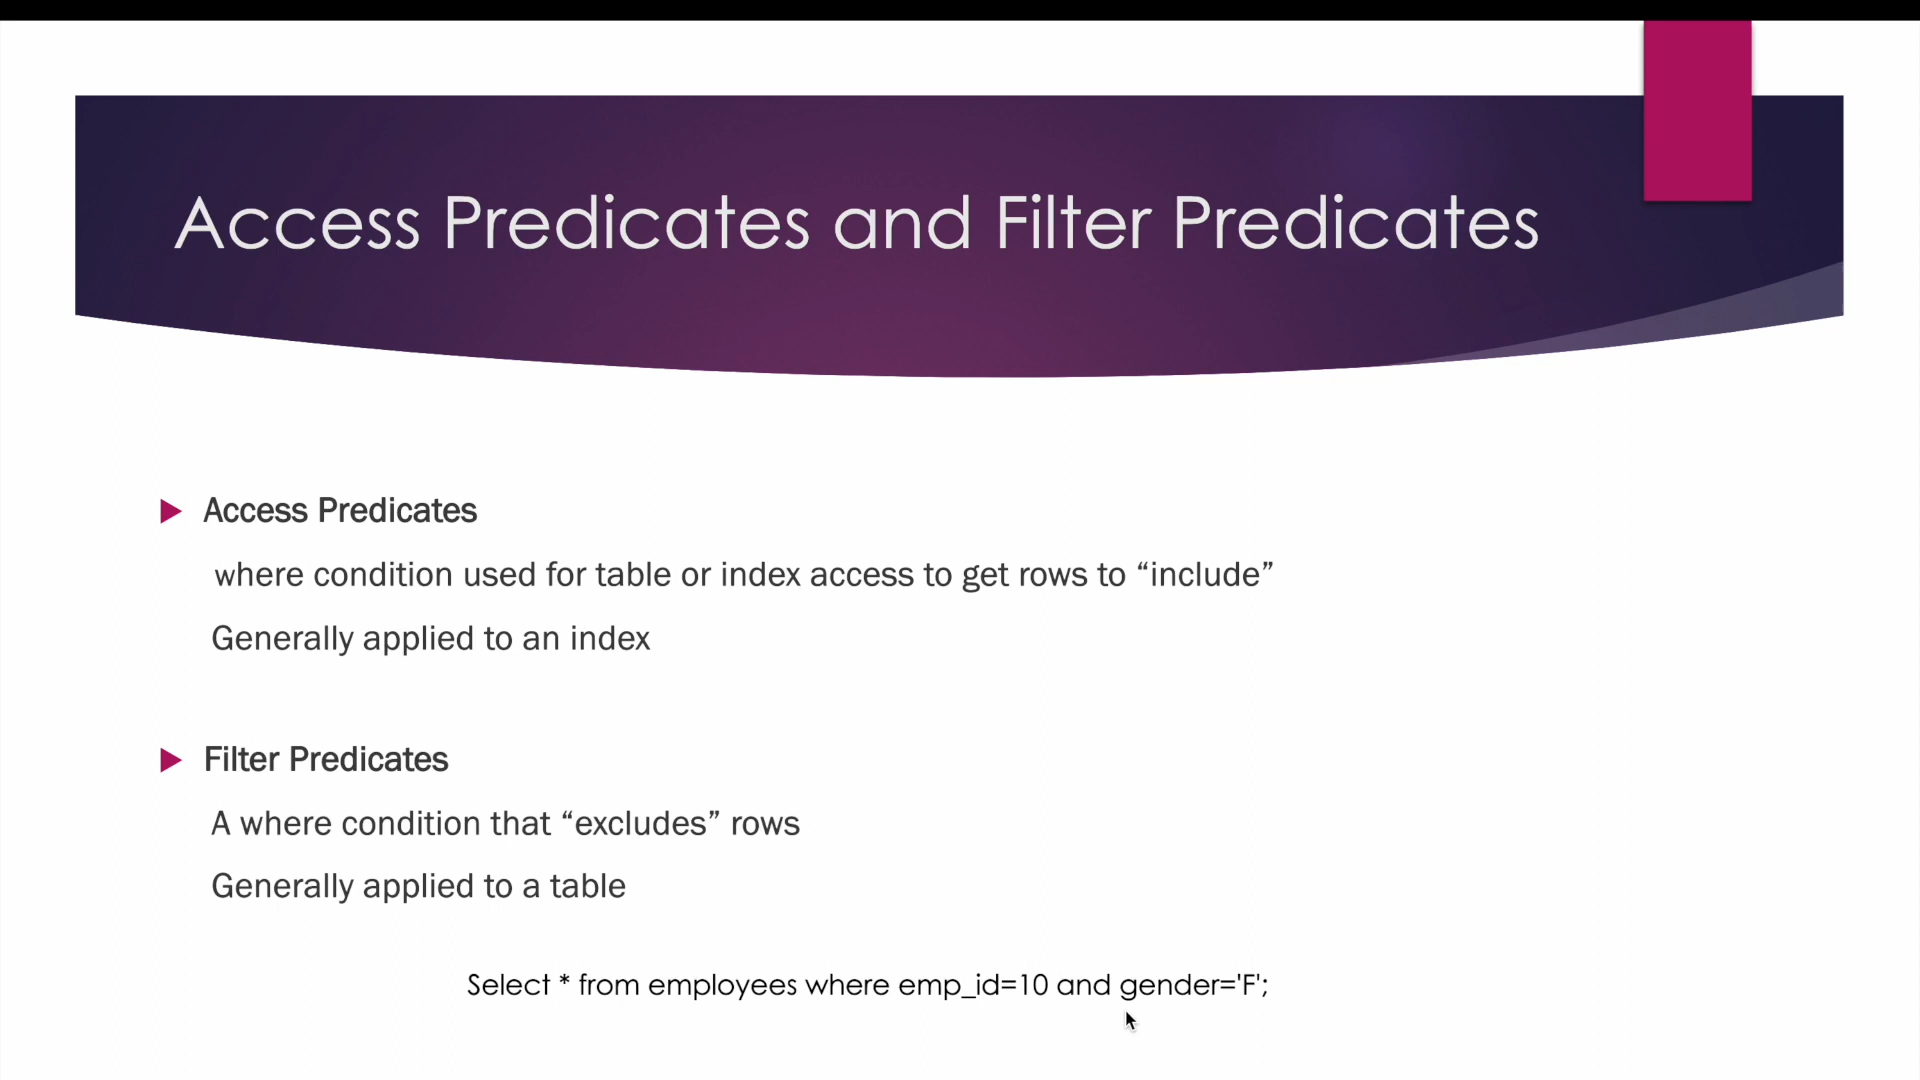 Access Predicates and Filter Predicates
Access Predicates
where condition used for table or index access to get rows to “include”
Generally applied to an index
Filter Predicates
A where condition that “excludes” rows
Generally applied to a table
Select * from employees where emp_id=10 and gender='F';